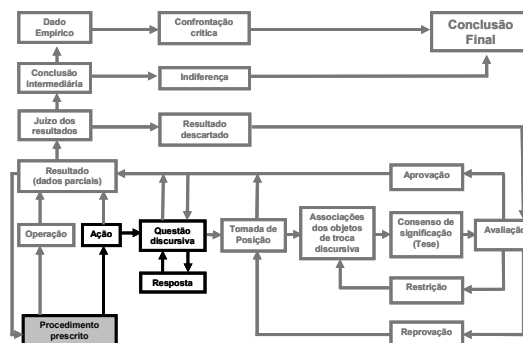 Dado
Empírico
Confrontação
crítica
Conclusão
Final
Conclusão
intermediária
Indiferença
Juízo dos
resultados
Resultado
descartado
Resultado
(dados parciais)
Aprovação
Operação
Ação
Questão
discursiva
Tomada de
Posição
Associações
dos objetos
de troca
discursiva
Consenso de
significação
(Tese)
Avaliação
Resposta
Restrição
Procedimento
prescrito
Reprovação